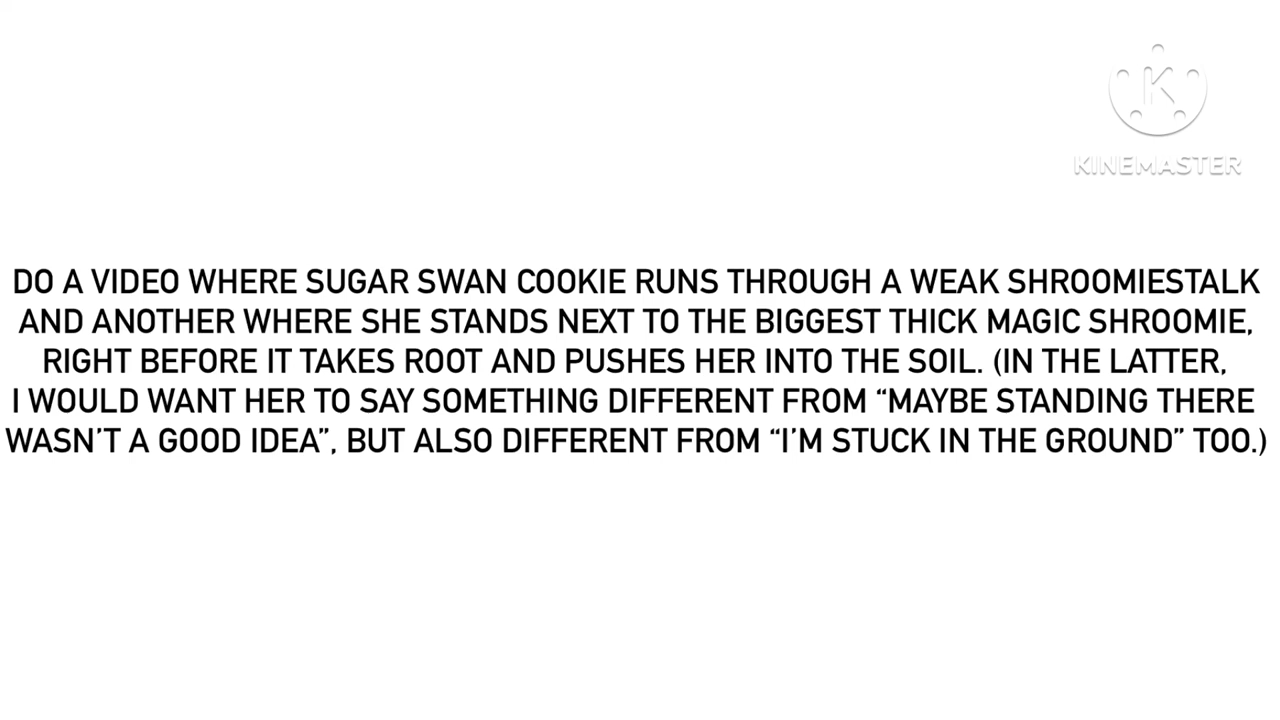 KINEMASTER
DO A VIDEO WHERE SUGAR SWAN COOKIE RUNS THROUGH A WEAK SHROOMIESTALK
AND ANOTHER WHERE SHE STANDS NEXT TO THE BIGGEST THICK MAGIC SHROOMIE,
RIGHT BEFORE IT TAKES ROOT AND PUSHES HER INTO THE SOIL. (IN THE LATTER,
I WOULD WANT HER TO SAY SOMETHING DIFFERENT FROM “MAYBE STANDING THERE
WASN’T A GOOD IDEA”, BUT ALSO DIFFERENT FROM “I’M STUCK IN THE GROUND” TOO.)